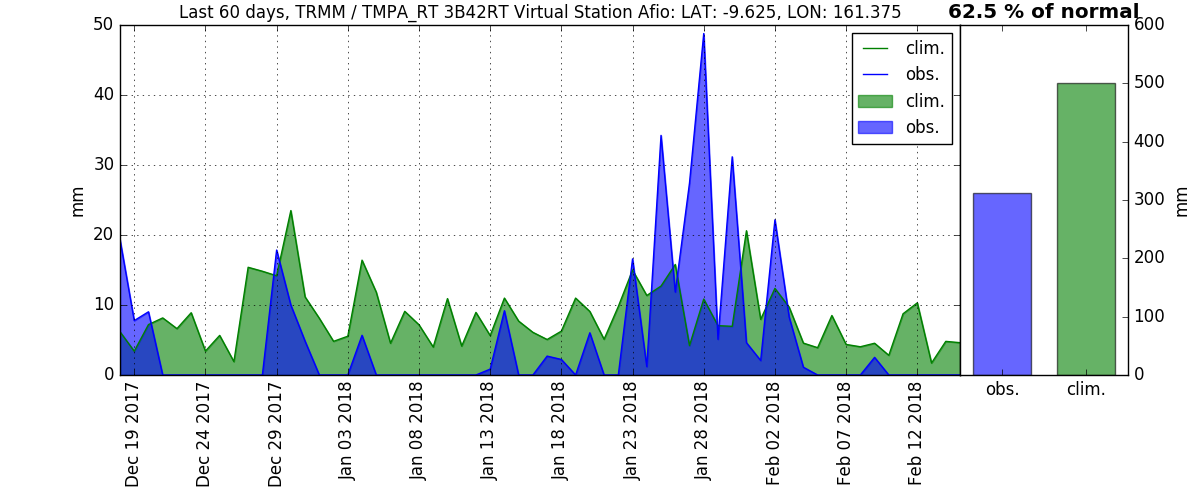 Last 60 days, TRMM / TMPA_RT 3B42RT Virtual Station Afio: LAT: -9.625, LON: 161.375
62.5 % of normal
50
40
30
20
10
0
mm
clim.
obs.
clim.
obs.
Dec 19 2017
Dec 24 2017
Dec 29 2017
Jan 03 2018
Jan 08 2018
Jan 13 2018
Jan 18 2018
Jan 23 2018
Jan 28 2018
Feb 02 2018
Feb 07 2018
Feb 12 2018
600
500
400
300
200
100
0
mm
obs.
clim.